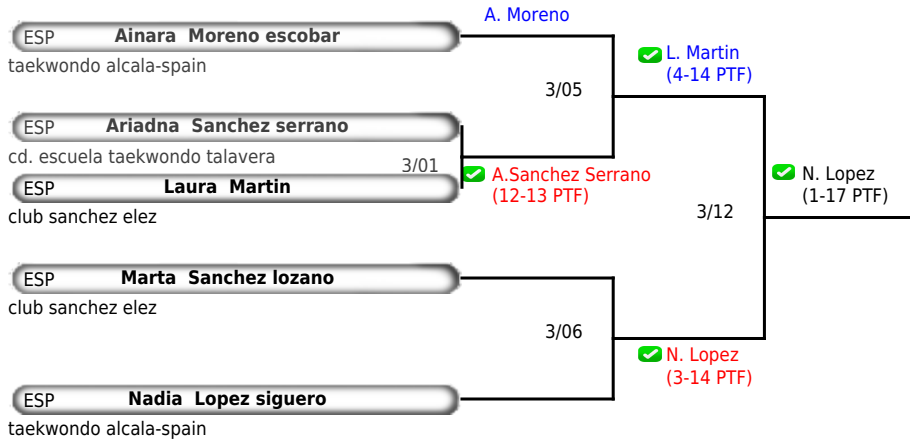 A. Moreno
ESP Ainara Moreno escobar
taekwondo alcala-spain
L. Martin
(4-14 PTF)
3/05
ESP Ariadna Sanchez serrano
cd. escuela taekwondo talavera
3/01
A.Sanchez Serrano
(12-13 PTF)
ESP Laura Martin
club sanchez elez
N. Lopez
(1-17 PTF)
3/12
ESP Marta Sanchez lozano
club sanchez elez
3/06
N. Lopez
(3-14 PTF)
ESP Nadia Lopez siguero
taekwondo alcala-spain